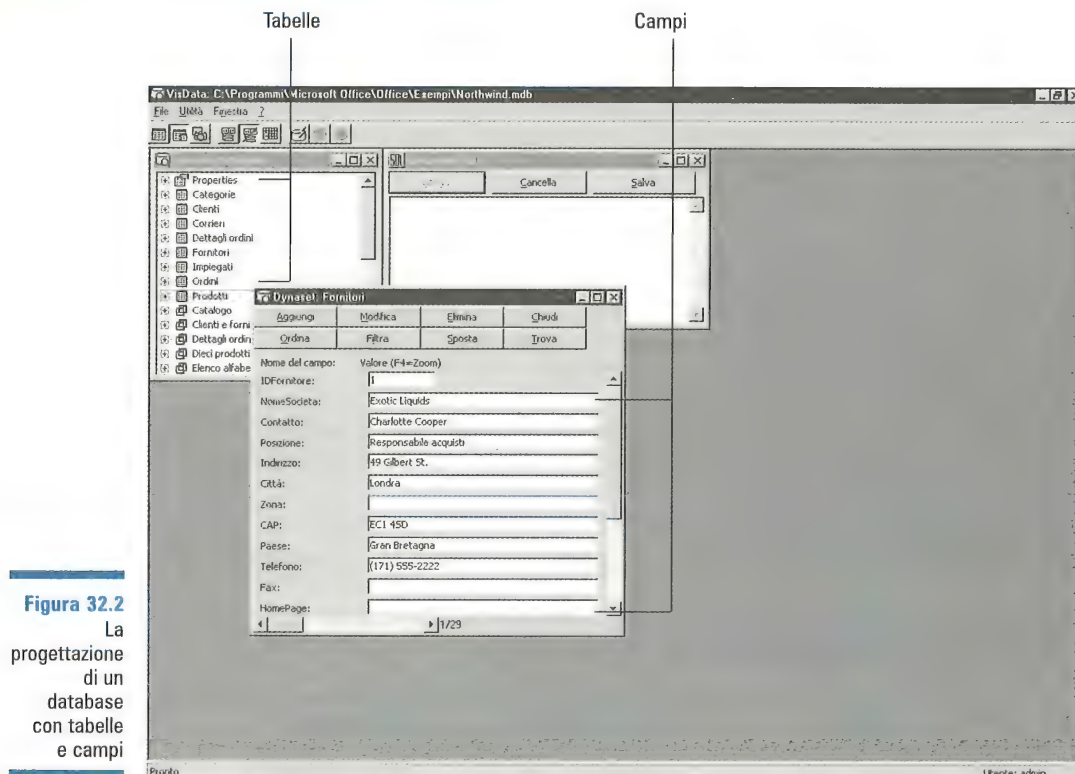 Tabelle
Campi
VisData: C:\Programmi\Microsoft Office\Office\Esempi\Northwind.mdb
File Utilità Finestra ?
Properties
Categorie
Clienti
Corrieri
Dettagli ordini
Fornitori
Impiegati
Ordini
Prodotti
Catalogo
Clienti e forni
Dettagli ordin
Dieci prodotti
Elenco alfabe
SQL
Cancella Salva
Dynaset: Fornitori
Aggiungi Modifica Elimina Chiudi
Ordina Filtra Sposta Trova
Nome del campo: Valore (F4=Zoom)
IDFornitore: 1
NomeSocietà: Exotic Liquids
Contatto: Charlotte Cooper
Posizione: Responsabile acquisti
Indirizzo: 49 Gilbert St.
Città: Londra
Zona:
CAP: EC1 4SD
Paese: Gran Bretagna
Telefono: (171) 555-2222
Fax:
HomePage:
1/29
Figura 32.2
La
progettazione
di un
database
con tabelle
e campi
Pronto
Utente: admin